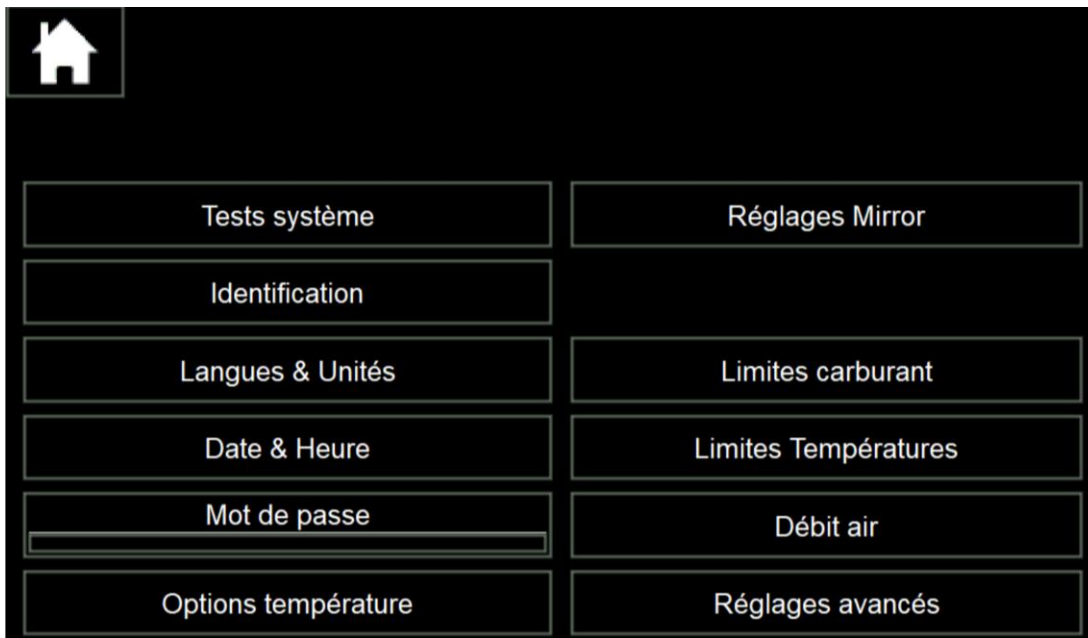 Tests système
Réglages Mirror
Identification
Langues & Unités
Limites carburant
Date & Heure
Limites Températures
Mot de passe
Débit air
Options température
Réglages avancés